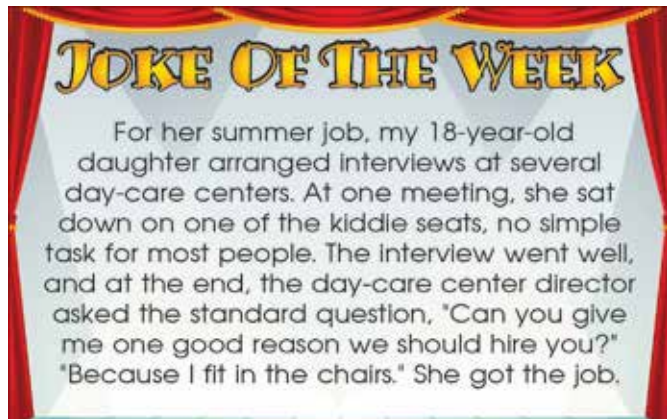 JOKE OF THE WEEK
For her summer job, my 18-year-old
daughter arranged interviews at several
day-care centers. At one meeting, she sat
down on one of the kiddie seats, no simple
task for most people. The interview went well,
and at the end, the day-care center director
asked the standard question, "Can you give
me one good reason we should hire you?"
"Because I fit in the chairs." She got the job.